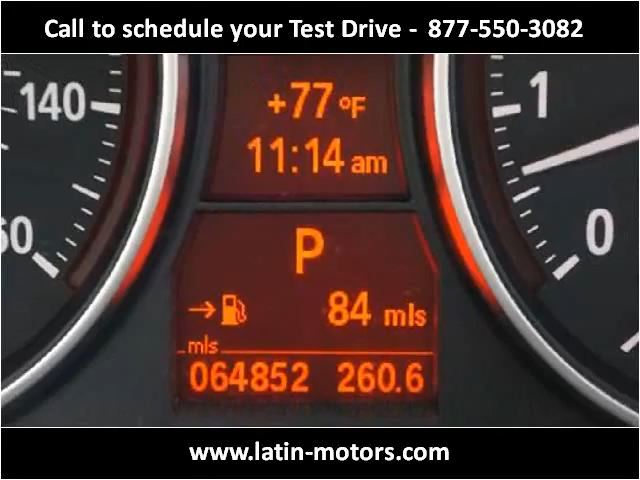 Call to schedule your Test Drive - 877-550-3082
140
+77 °F
1
11:14 am
60
0
P
→ 84 mls
mls
064852 260.6
www.latin-motors.com